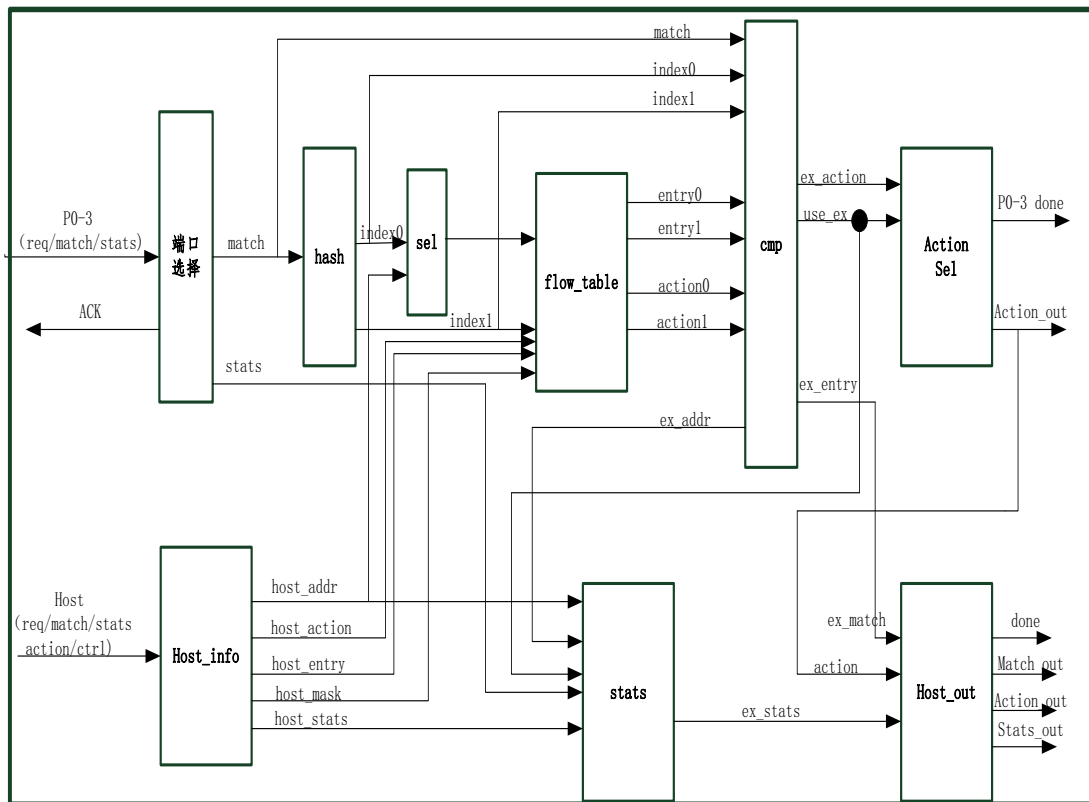 match
index0
index1
P0-3
(req/match/stats)
端口
选择
match
ACK
stats
hash
index0
index1
sel
flow_table
entry0
entry1
action0
action1
cmp
ex_action
use_ex
ex_entry
ex_addr
Action
Sel
P0-3 done
Action_out
Host
(req/match/stats
action/ctrl)
Host_info
host_addr
host_action
host_entry
host_mask
host_stats
stats
ex_stats
ex_match
action
Host_out
done
Match_out
Action_out
Stats_out